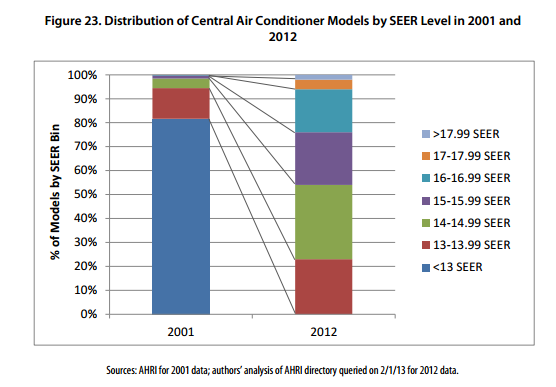 Figure 23. Distribution of Central Air Conditioner Models by SEER Level in 2001 and
2012
100%
90%
80%
70%
60%
50%
40%
30%
20%
10%
0%
% of Models by SEER Bin
2001
2012
>17.99 SEER
17-17.99 SEER
16-16.99 SEER
15-15.99 SEER
14-14.99 SEER
13-13.99 SEER
<13 SEER
Sources: AHRI for 2001 data; authors' analysis of AHRI directory queried on 2/1/13 for 2012 data.